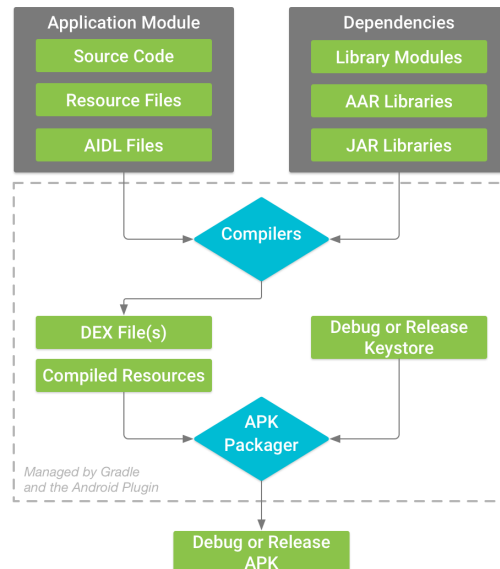 Application Module
Source Code
Resource Files
AIDL Files
Dependencies
Library Modules
AAR Libraries
JAR Libraries
Compilers
DEX File(s)
Compiled Resources
Debug or Release
Keystore
APK
Packager
Managed by Gradle
and the Android Plugin
Debug or Release
APK